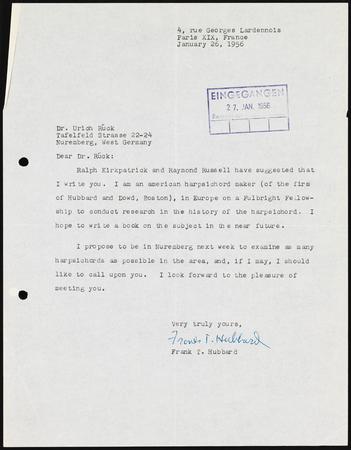 4, rue Georges Lardennois
Paris XIX, France
January 26, 1956
EINGEGANGEN
27. JAN. 1956
Dr. Urich Rück
Tafelfeld Strasse 22-24
Nuremberg, West Germany
Dear Dr. Rück:
Ralph Kirkpatrick and Raymond Russell have suggested that
I write you. I am an american harpsichord maker (of the firm
of Hubbard and Dowd, Boston), in Europe on a Fulbright Fellow-
ship to conduct research in the history of the harpsichord. I
hope to write a book on the subject in the near future.
I propose to be in Nuremberg next week to examine as many
harpsichords as possible in the area, and, if I may, I should
like to call upon you. I look forward to the pleasure of
meeting you.
Very truly yours,
Frank T. Hubbard
Frank T. Hubbard